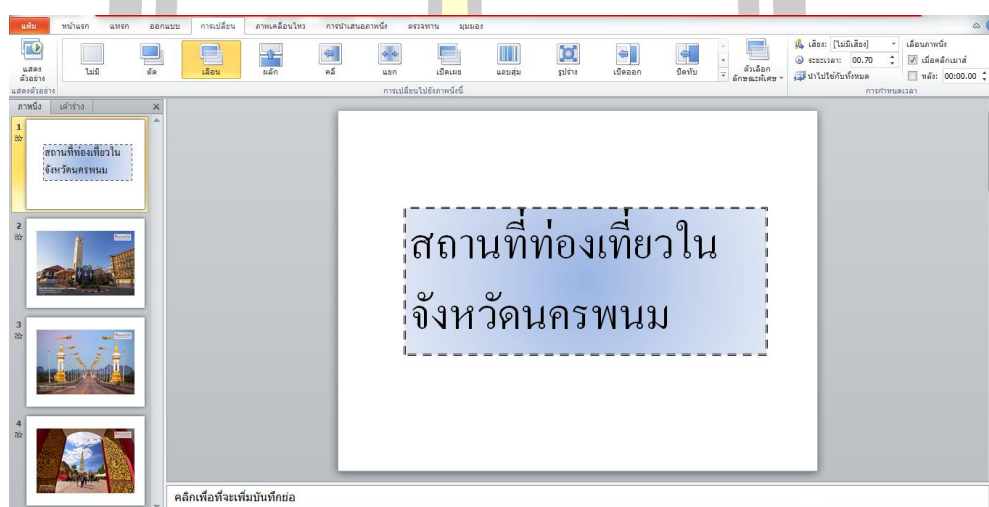 แฟ้ม หน้าแรก แทรก ออกแบบ การเปลี่ยน ภาพเคลื่อนไหว การนำเสนอภาพนิ่ง ตรวจทาน มุมมอง
แสดงตัวอย่าง ไม่มี ตัด เลือน ผลัก คลี่ แยก เปิดเผย แถบสุ่ม รูปร่าง เปิดออก ปิดทับ ตัวเลือกลักษณะพิเศษ
เสียง: [ไม่มีเสียง] เลื่อนภาพนิ่ง
ระยะเวลา: 00.70 เมื่อคลิกเมาส์
นำไปใช้กับทั้งหมด หลัง: 00:00.00
แสดงตัวอย่าง การเปลี่ยนไปยังภาพนิ่งนี้ การกำหนดเวลา
ภาพนิ่ง เค้าร่าง
1
สถานที่ท่องเที่ยวใน
จังหวัดนครพนม
2
3
4
สถานที่ท่องเที่ยวใน
จังหวัดนครพนม
คลิกเพื่อที่จะเพิ่มบันทึกย่อ